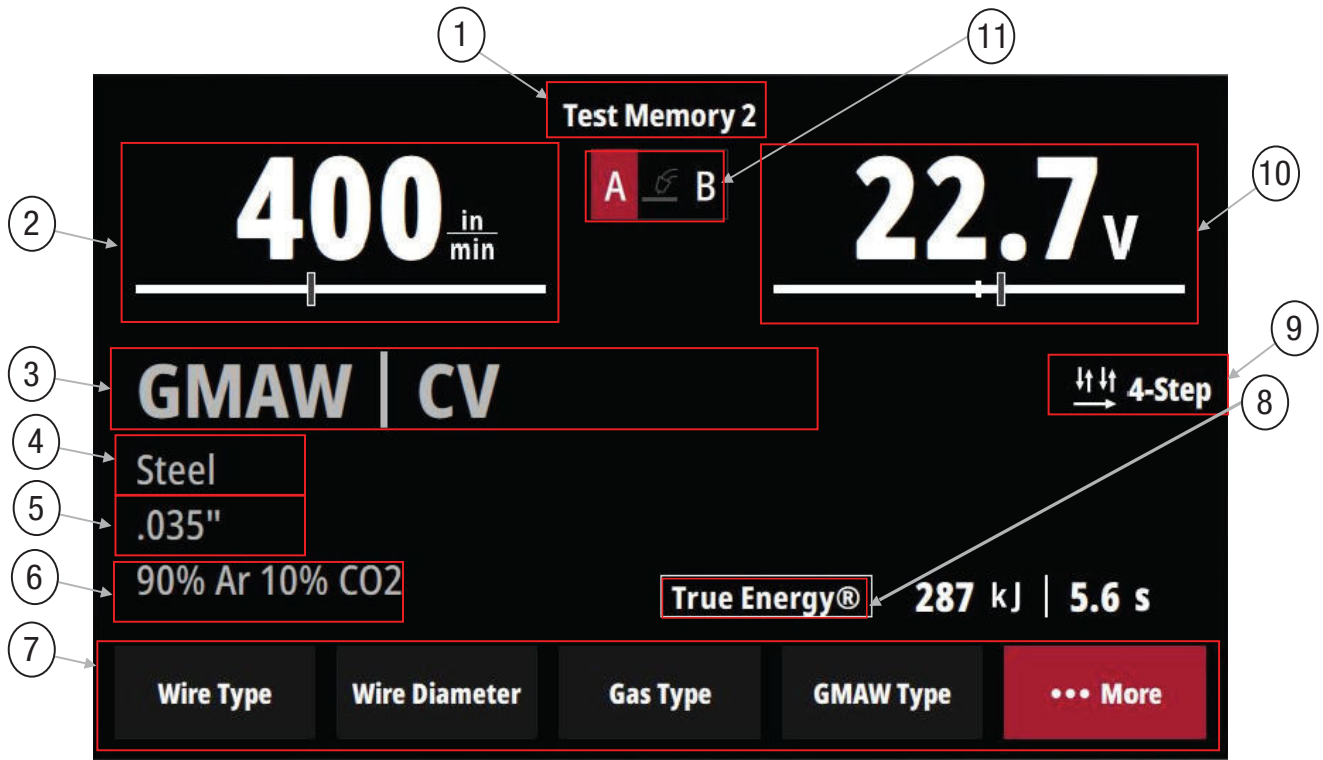 1
11
Test Memory 2
2
400 in/min
A B
22.7 V
10
3
GMAW | CV
4-Step
9
8
4
Steel
5
.035"
6
90% Ar 10% CO2
True Energy® 287 kJ | 5.6 s
7
Wire Type
Wire Diameter
Gas Type
GMAW Type
••• More